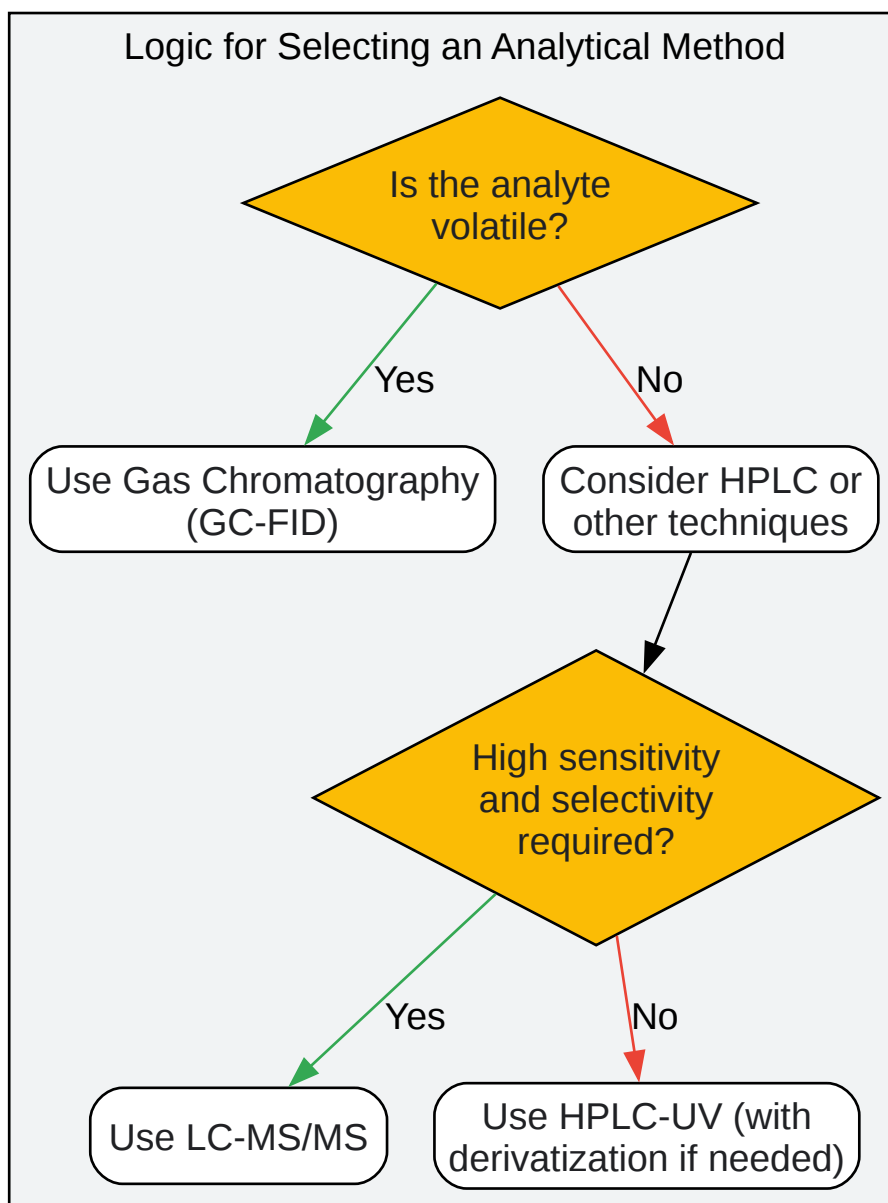 Logic for Selecting an Analytical Method
Is the analyte
volatile?
Yes
No
Use Gas Chromatography
(GC-FID)
Consider HPLC or
other techniques
High sensitivity
and selectivity
required?
Yes
No
Use LC-MS/MS
Use HPLC-UV (with
derivatization if needed)